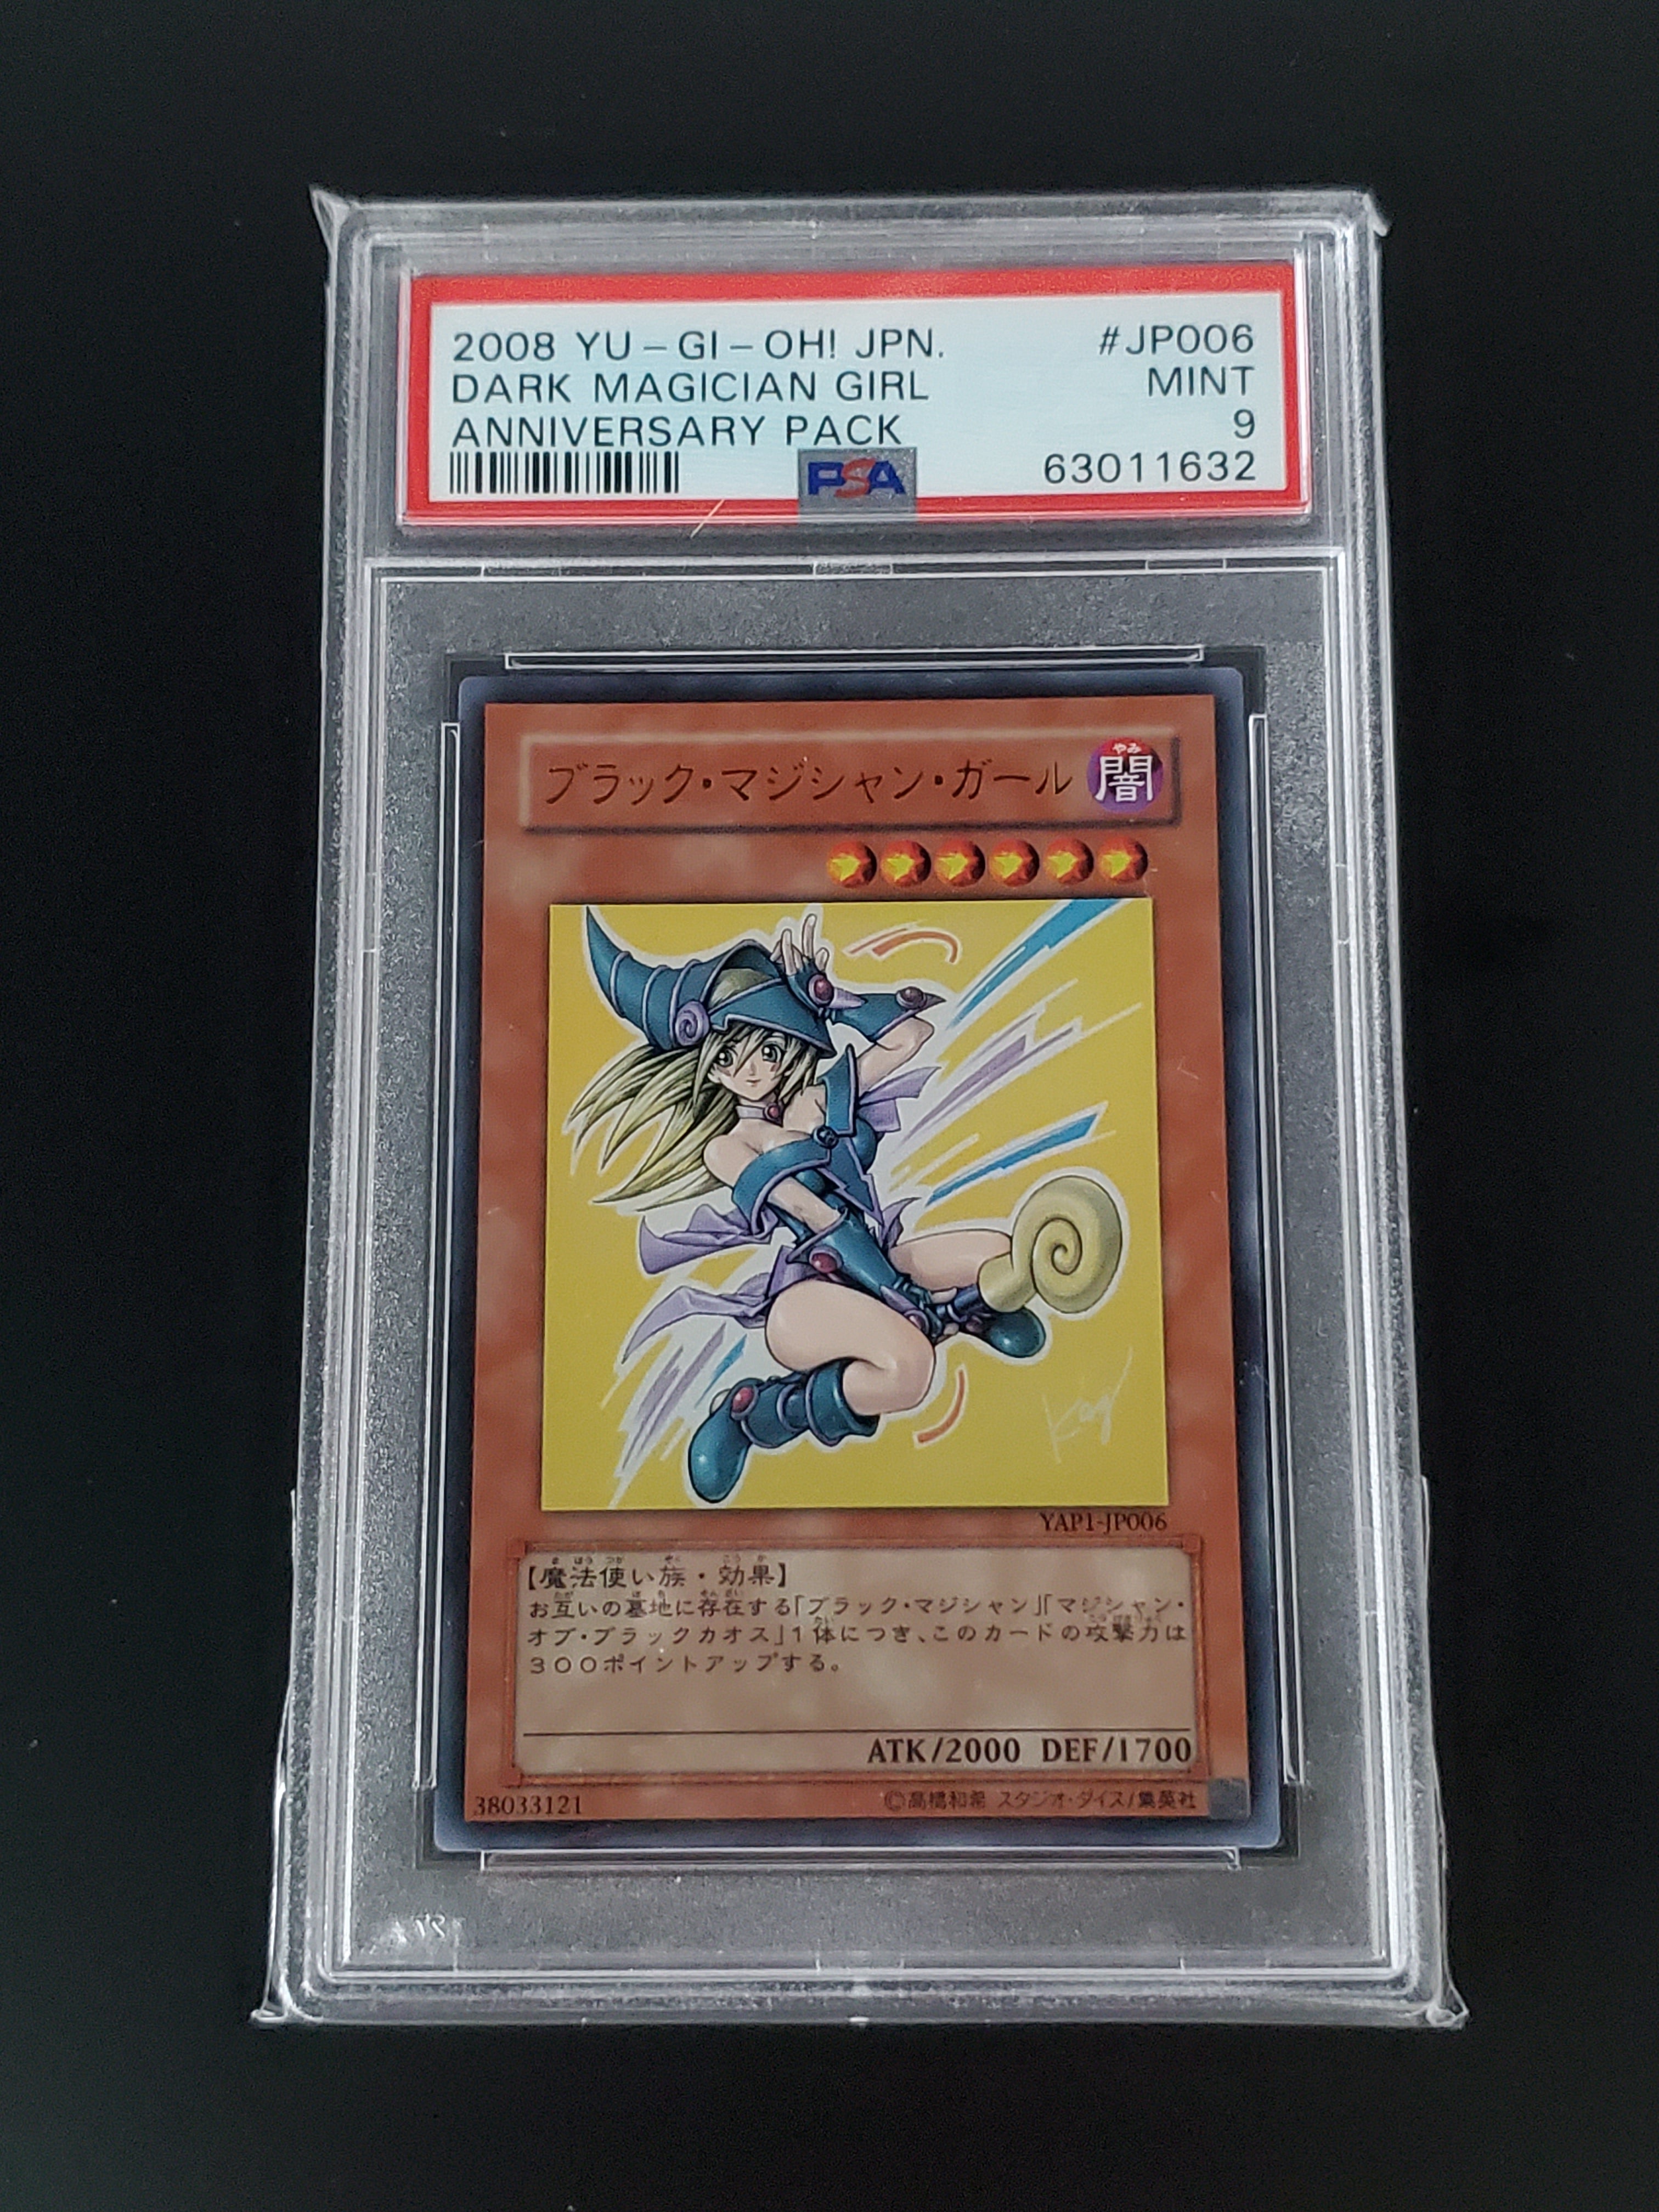 2008 YU-GI-OH! JPN. #JP006
DARK MAGICIAN GIRL MINT
ANNIVERSARY PACK 9
PSA 63011632
ブラック・マジシャン・ガール
やみ
闇
YAP1-JP006
【魔法使い族・効果】
お互いの墓地に存在する「ブラック・マジシャン」「マジシャン・
オブ・ブラックカオス」1体につき、このカードの攻撃力は
300ポイントアップする。
ATK/2000 DEF/1700
38033121 ©高橋和希 スタジオ・ダイス/集英社